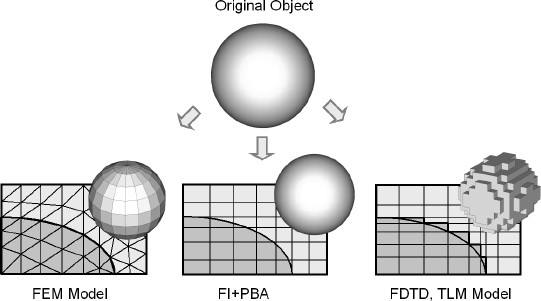 Original Object
FEM Model
FI+PBA
FDTD, TLM Model